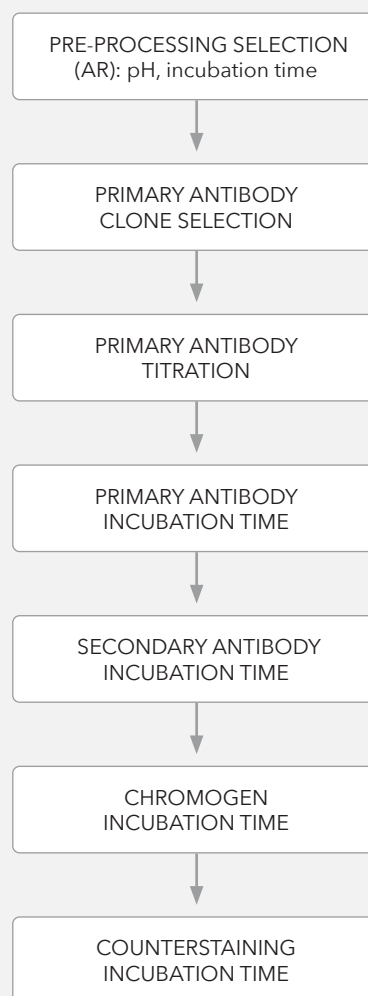 PRE-PROCESSING SELECTION
(AR): pH, incubation time
PRIMARY ANTIBODY
CLONE SELECTION
PRIMARY ANTIBODY
TITRATION
PRIMARY ANTIBODY
INCUBATION TIME
SECONDARY ANTIBODY
INCUBATION TIME
CHROMOGEN
INCUBATION TIME
COUNTERSTAINING
INCUBATION TIME